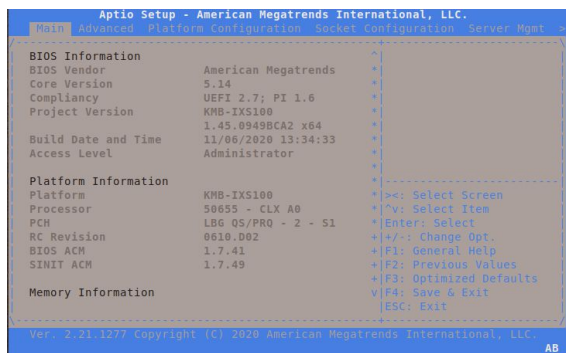 Aptio Setup - American Megatrends International, LLC.
Main Advanced Platform Configuration Socket Configuration Server Mgmt >
BIOS Information
BIOS Vendor American Megatrends
Core Version 5.14
Compliancy UEFI 2.7; PI 1.6
Project Version KMB-IXS100
1.45.0949BCA2 x64
Build Date and Time 11/06/2020 13:34:33
Access Level Administrator
Platform Information
Platform KMB-IXS100
Processor 50655 - CLX A0
PCH LBG QS/PRQ - 2 - S1
RC Revision 0610.D02
BIOS ACM 1.7.41
SINIT ACM 1.7.49
Memory Information
><: Select Screen
^v: Select Item
Enter: Select
+/-: Change Opt.
F1: General Help
F2: Previous Values
F3: Optimized Defaults
F4: Save & Exit
ESC: Exit
Ver. 2.21.1277 Copyright (C) 2020 American Megatrends International, LLC.
AB